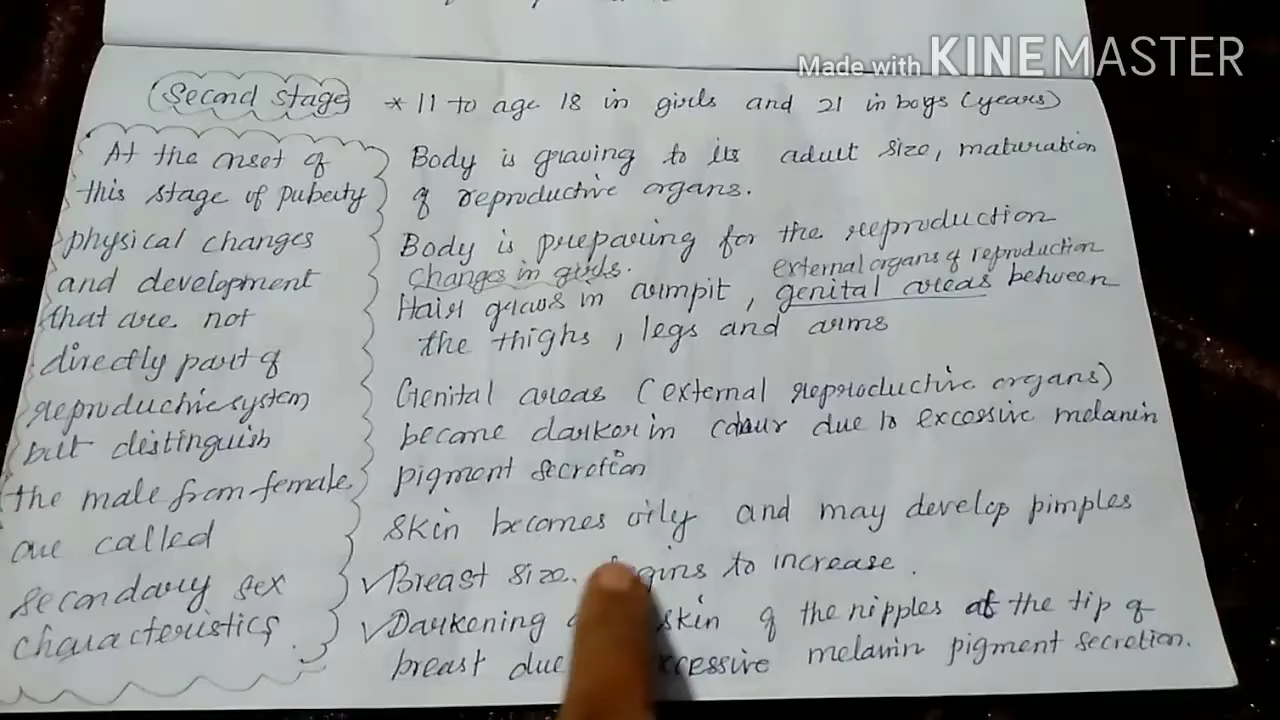 Made with KINEMASTER
Second Stage * 11 to age 18 in girls and 21 in boys (years)
At the onset of
this stage of puberty
physical changes
and development
that are not
directly part of
reproductive system
but distinguish
the male from female
are called
secondary sex
characteristics.
Body is growing to its adult size, maturation
of reproductive organs.
Body is preparing for the reproduction
Changes in girls.
external organs of reproduction
Hair grows in armpit, genital areas between
the thighs, legs and arms
Genital areas (external reproductive organs)
become darker in colour due to excessive melanin
pigment secretion
Skin becomes oily and may develop pimples
✓Breast size to increase.
✓Darkening skin of the nipples at the tip of
breast due melanin pigment secretion.